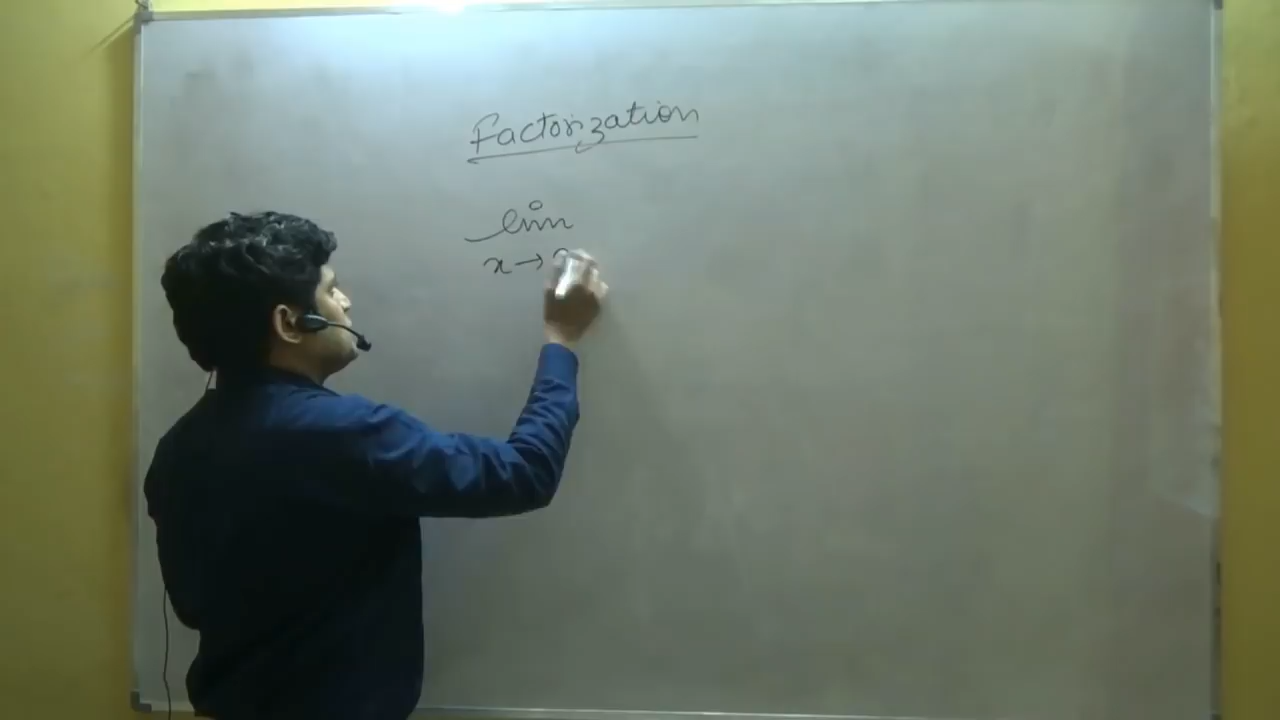 Factorization
lim
x →